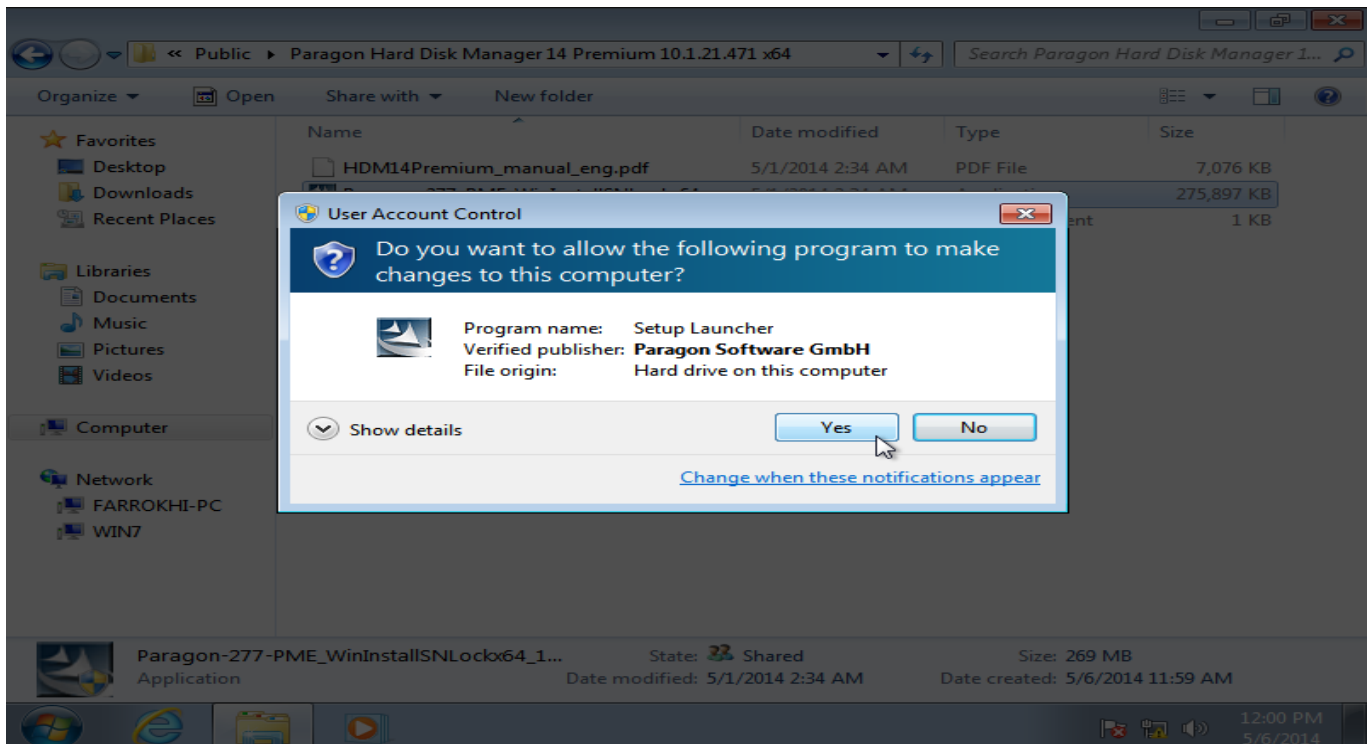 « Public ▸ Paragon Hard Disk Manager 14 Premium 10.1.21.471 x64
Search Paragon Hard Disk Manager 1...
Organize Open Share with New folder
Name Date modified Type Size
Favorites
Desktop
Downloads
Recent Places
Libraries
Documents
Music
Pictures
Videos
Computer
Network
FARROKHI-PC
WIN7
HDM14Premium_manual_eng.pdf 5/1/2014 2:34 AM PDF File 7,076 KB
275,897 KB
1 KB
User Account Control
Do you want to allow the following program to make
changes to this computer?
Program name: Setup Launcher
Verified publisher: Paragon Software GmbH
File origin: Hard drive on this computer
Show details
Yes
No
Change when these notifications appear
Paragon-277-PME_WinInstallSNLockx64_1... State: Shared Size: 269 MB
Application Date modified: 5/1/2014 2:34 AM Date created: 5/6/2014 11:59 AM
12:00 PM
5/6/2014